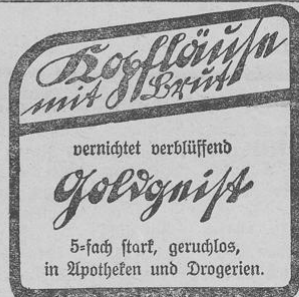 Kopfläuse
mit Brut
vernichtet verblüffend
Goldgeist
5-fach stark, geruchlos,
in Apotheken und Drogerien.